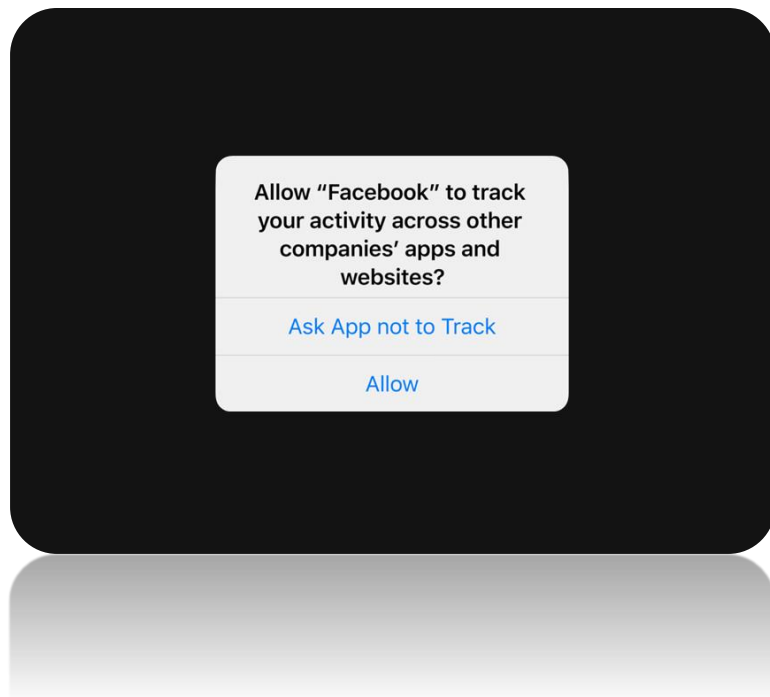 Allow “Facebook” to track
your activity across other
companies’ apps and
websites?
Ask App not to Track
Allow